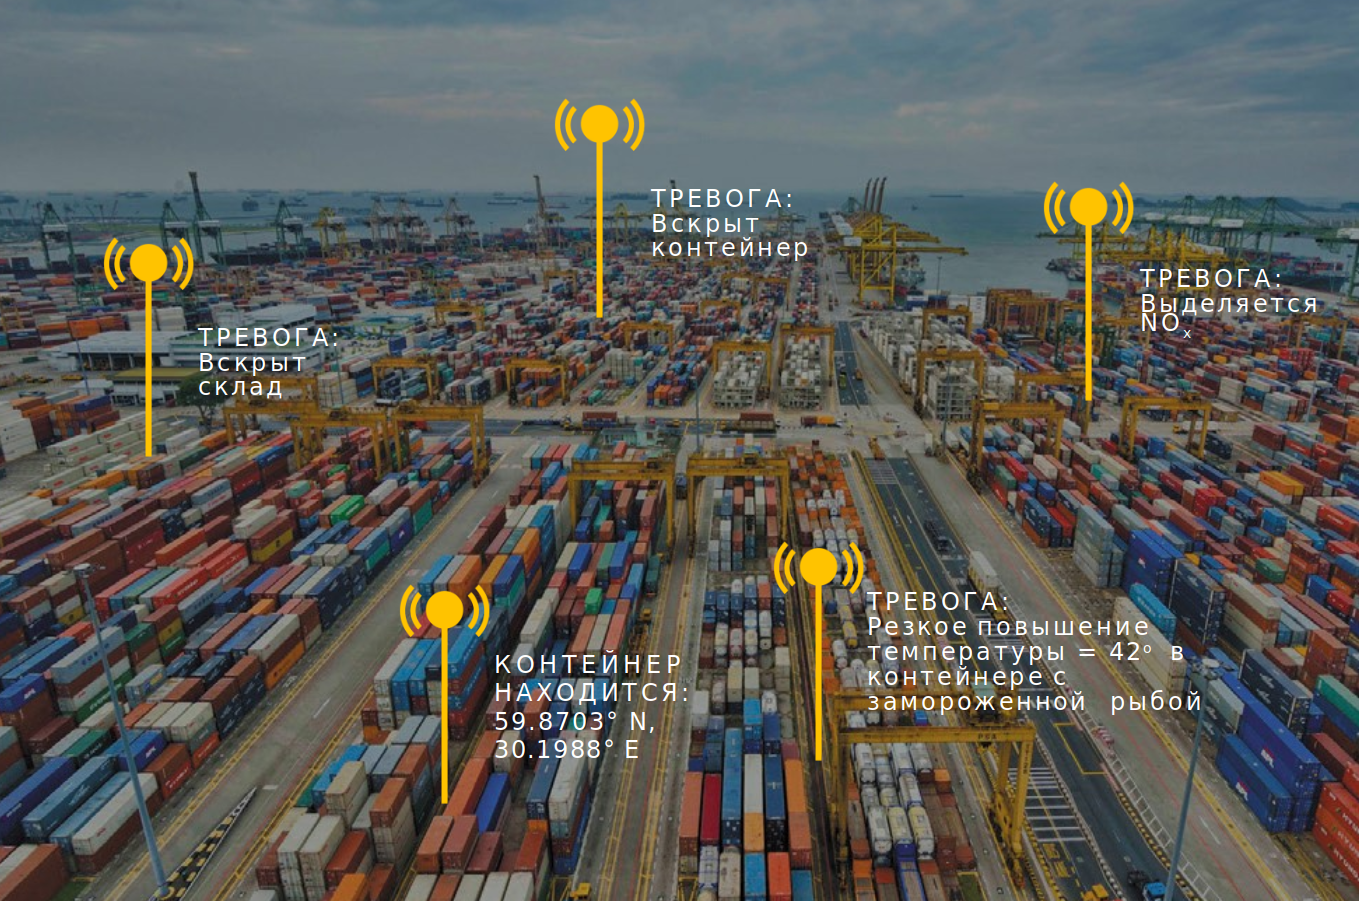 ТРЕВОГА:
Вскрыт
контейнер
ТРЕВОГА:
Выделяется
NOₓ
ТРЕВОГА:
Вскрыт
склад
ТРЕВОГА:
Резкое повышение
температуры = 42° в
контейнере с
замороженной рыбой
КОНТЕЙНЕР
НАХОДИТСЯ:
59.8703° N,
30.1988° E
PSA